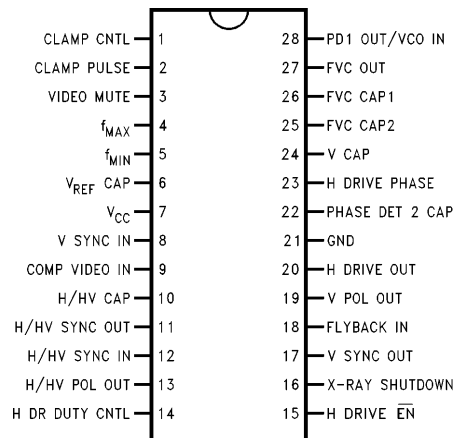 CLAMP CNTL 1 28 PD1 OUT/VCO IN
CLAMP PULSE 2 27 FVC OUT
VIDEO MUTE 3 26 FVC CAP1
fMAX 4 25 FVC CAP2
fMIN 5 24 V CAP
VREF CAP 6 23 H DRIVE PHASE
VCC 7 22 PHASE DET 2 CAP
V SYNC IN 8 21 GND
COMP VIDEO IN 9 20 H DRIVE OUT
H/HV CAP 10 19 V POL OUT
H/HV SYNC OUT 11 18 FLYBACK IN
H/HV SYNC IN 12 17 V SYNC OUT
H/HV POL OUT 13 16 X-RAY SHUTDOWN
H DR DUTY CNTL 14 15 H DRIVE E̅N̅